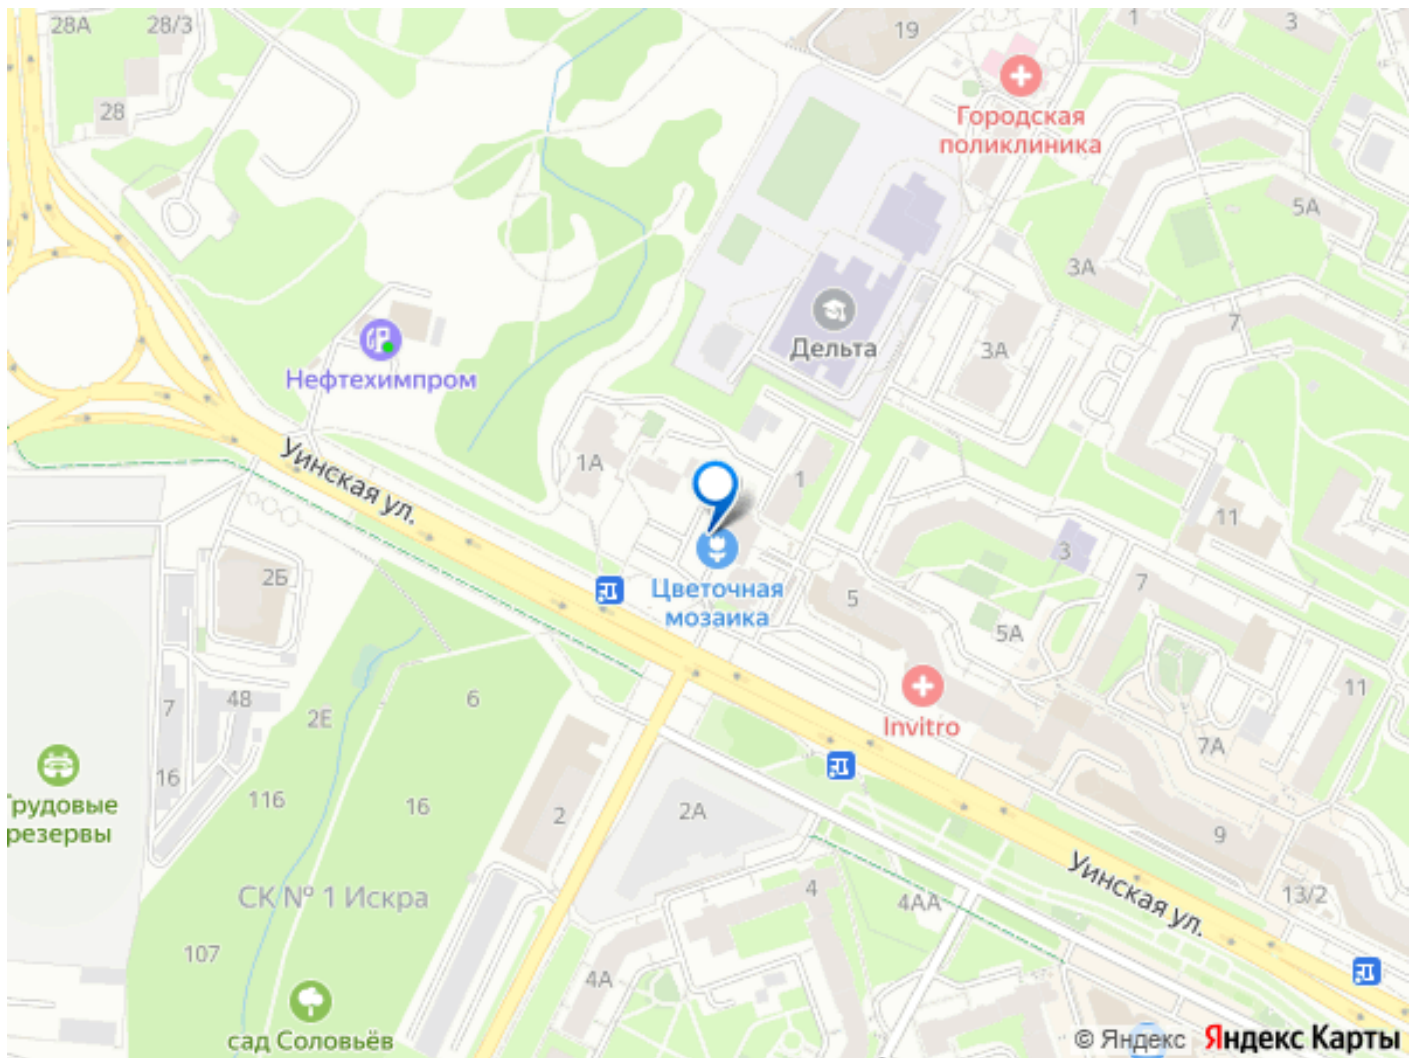 28А
28/3
19
1
3
28
Городская
поликлиника
5А
3А
7
Дельта
3А
Нефтехимпром
Уинская ул.
1А
1
11
3
2Б
Цветочная
мозаика
5
7
5А
7
48
2Е
6
Invitro
11
7А
16
116
16
2
2А
Трудовые
резервы
9
Уинская ул.
СК № 1 Искра
4
4АА
13/2
107
4А
сад Соловьёв
© Яндекс Яндекс Карты